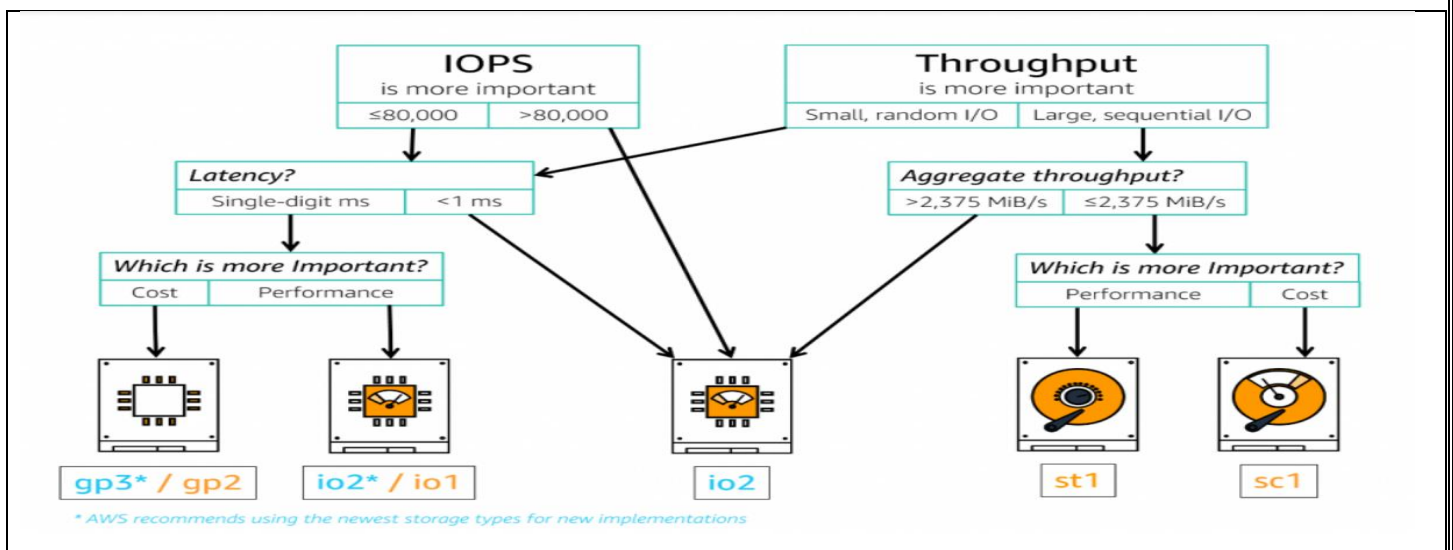 IOPS
is more important
≤80,000
>80,000
Throughput
is more important
Small, random I/O
Large, sequential I/O
Latency?
Single-digit ms
<1 ms
Aggregate throughput?
>2,375 MiB/s
≤2,375 MiB/s
Which is more Important?
Cost
Performance
Which is more Important?
Performance
Cost
gp3* / gp2
io2* / io1
io2
st1
sc1
* AWS recommends using the newest storage types for new implementations